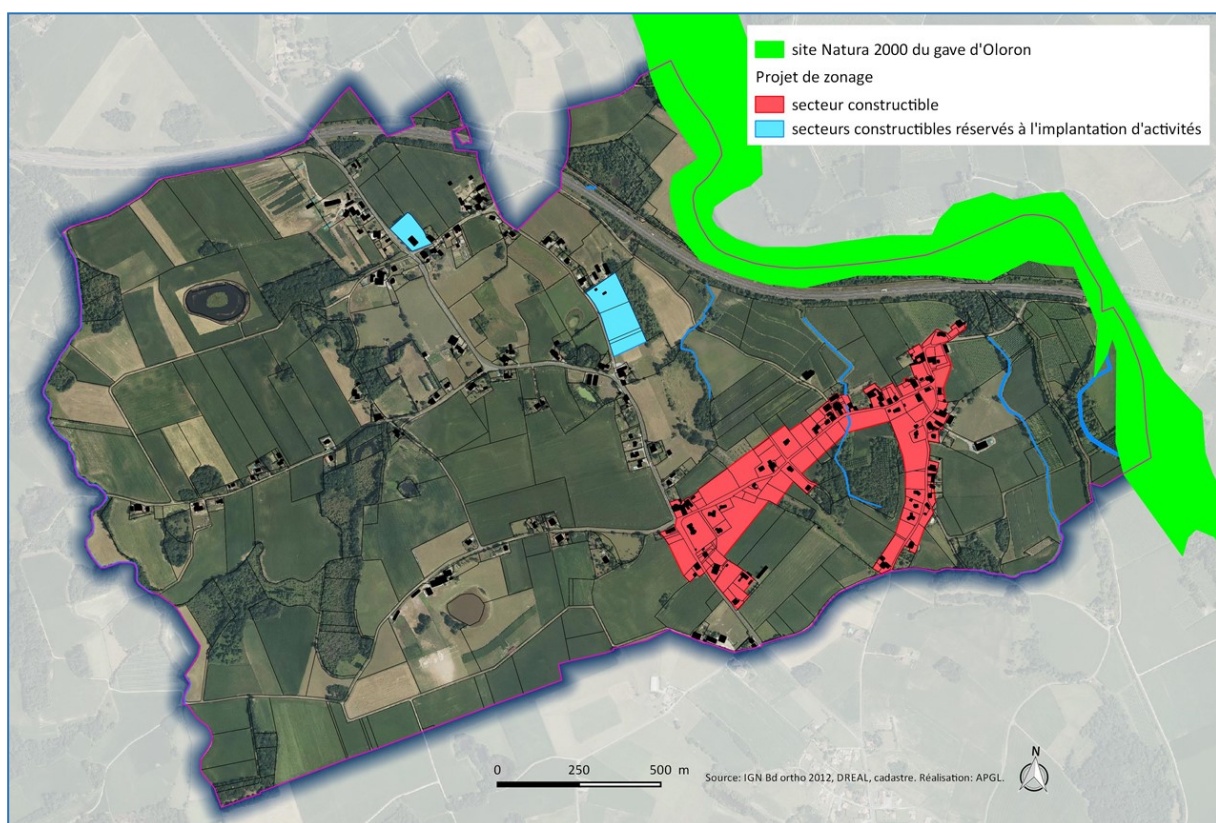 site Natura 2000 du gave d'Oloron
Projet de zonage
secteur constructible
secteurs constructibles réservés à l'implantation d'activités
0 250 500 m
Source: IGN Bd ortho 2012, DREAL, cadastre. Réalisation: APGL.
N